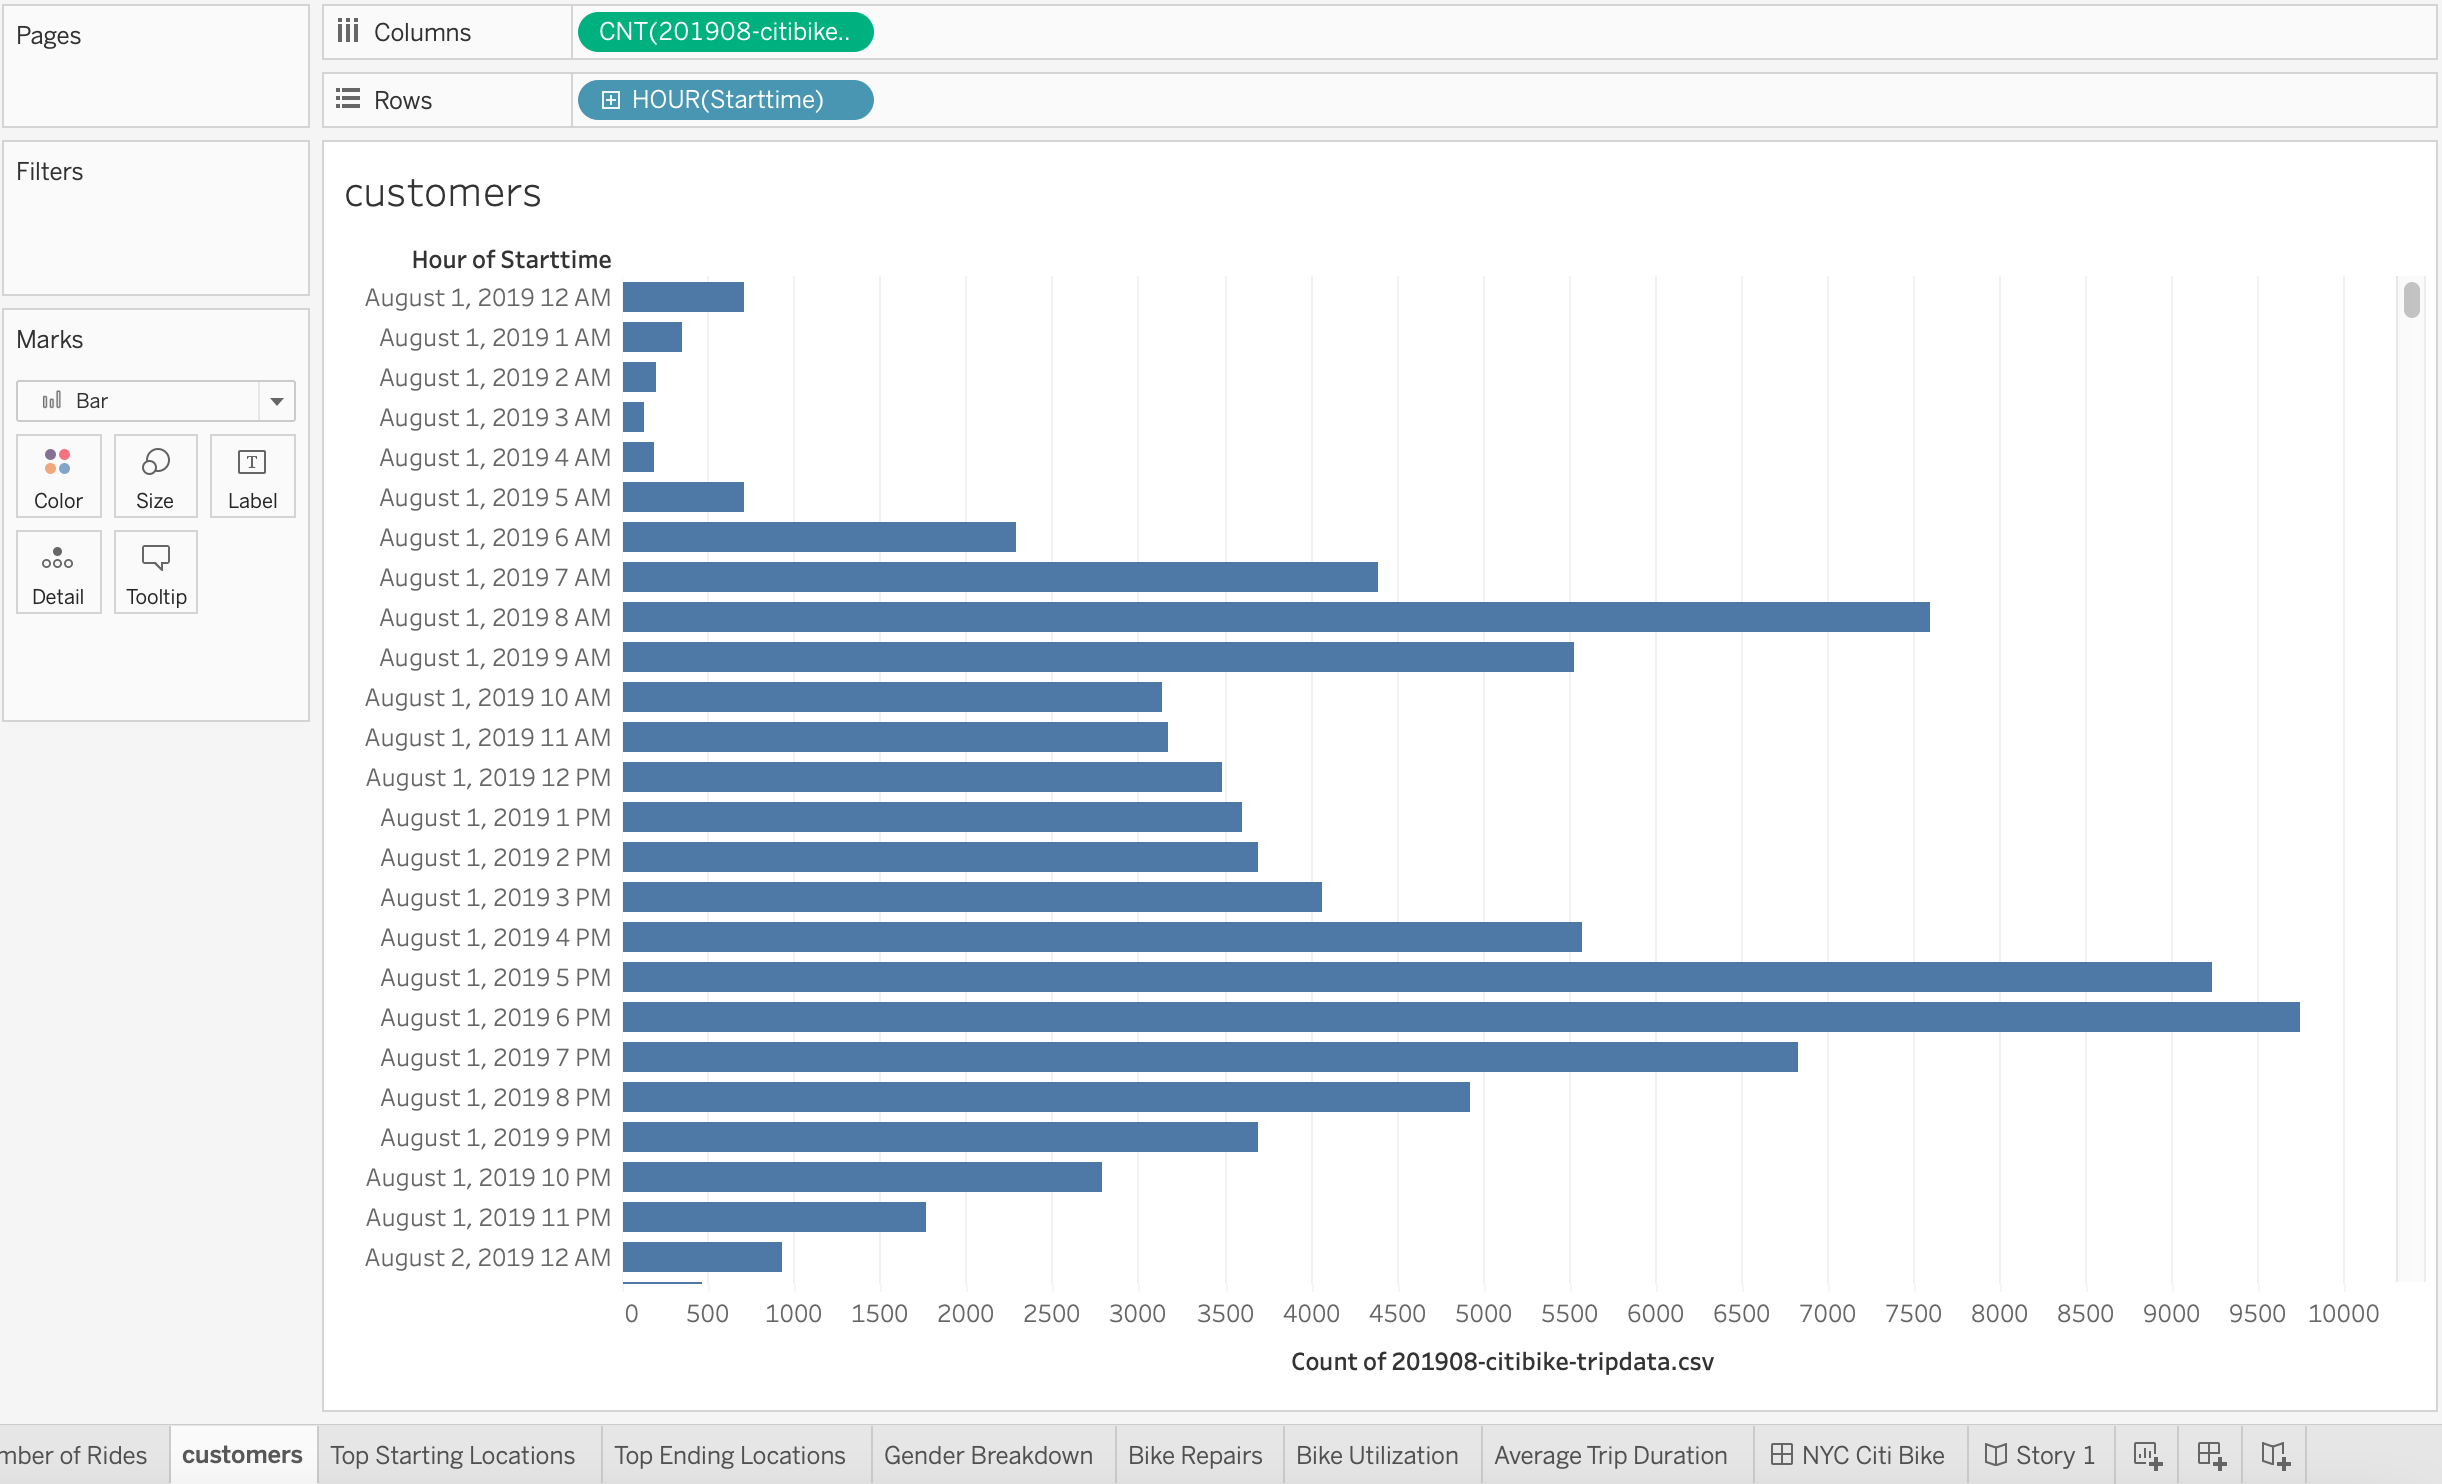 Pages
Columns
CNT(201908-citibike..
Rows
HOUR(Starttime)
Filters
Marks
Bar
Color
Size
Label
Detail
Tooltip
customers
Hour of Starttime
August 1, 2019 12 AM
August 1, 2019 1 AM
August 1, 2019 2 AM
August 1, 2019 3 AM
August 1, 2019 4 AM
August 1, 2019 5 AM
August 1, 2019 6 AM
August 1, 2019 7 AM
August 1, 2019 8 AM
August 1, 2019 9 AM
August 1, 2019 10 AM
August 1, 2019 11 AM
August 1, 2019 12 PM
August 1, 2019 1 PM
August 1, 2019 2 PM
August 1, 2019 3 PM
August 1, 2019 4 PM
August 1, 2019 5 PM
August 1, 2019 6 PM
August 1, 2019 7 PM
August 1, 2019 8 PM
August 1, 2019 9 PM
August 1, 2019 10 PM
August 1, 2019 11 PM
August 2, 2019 12 AM
0 500 1000 1500 2000 2500 3000 3500 4000 4500 5000 5500 6000 6500 7000 7500 8000 8500 9000 9500 10000
Count of 201908-citibike-tripdata.csv
mber of Rides customers Top Starting Locations Top Ending Locations Gender Breakdown Bike Repairs Bike Utilization Average Trip Duration NYC Citi Bike Story 1